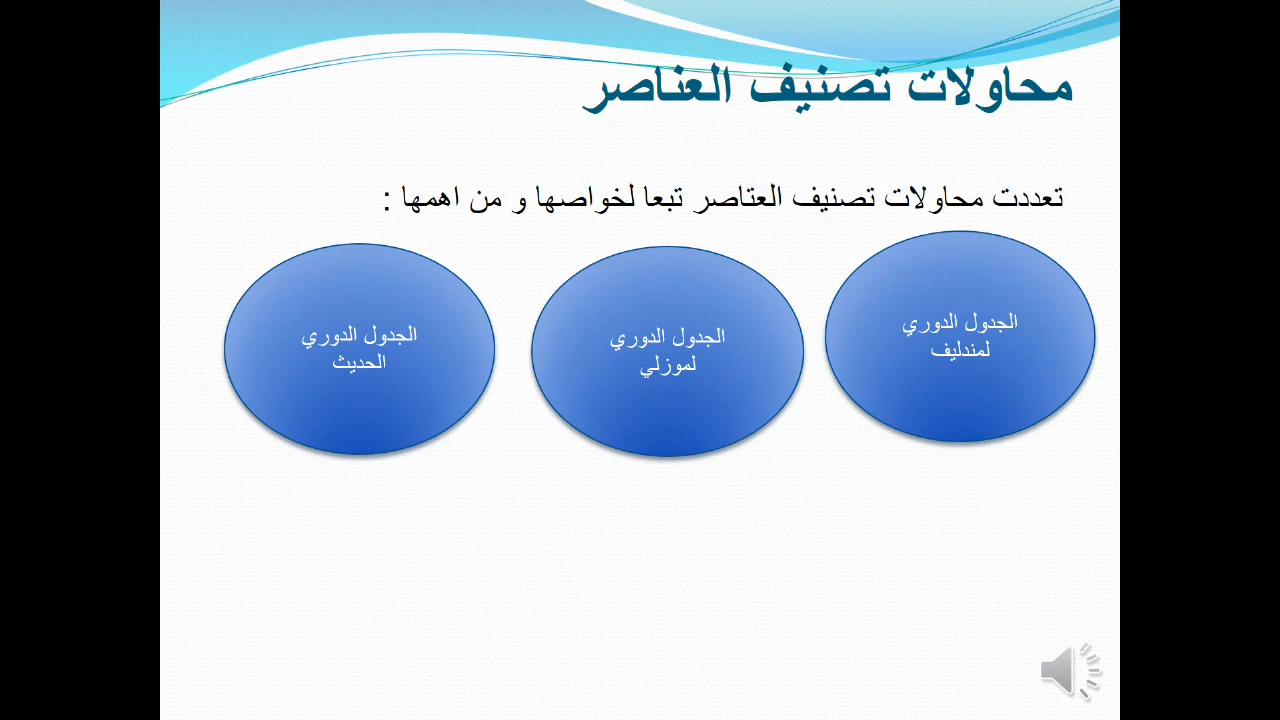 محاولات تصنيف العناصر
تعددت محاولات تصنيف العتاصر تبعا لخواصها و من اهمها :
الجدول الدوري
لمندليف
الجدول الدوري
لموزلي
الجدول الدوري
الحديث